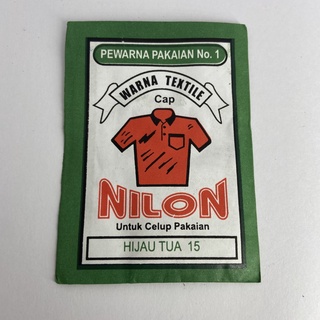 PEWARNA PAKAIAN No. 1
WARNA TEXTILE
Cap
NILON
Untuk Celup Pakaian
HIJAU TUA 15